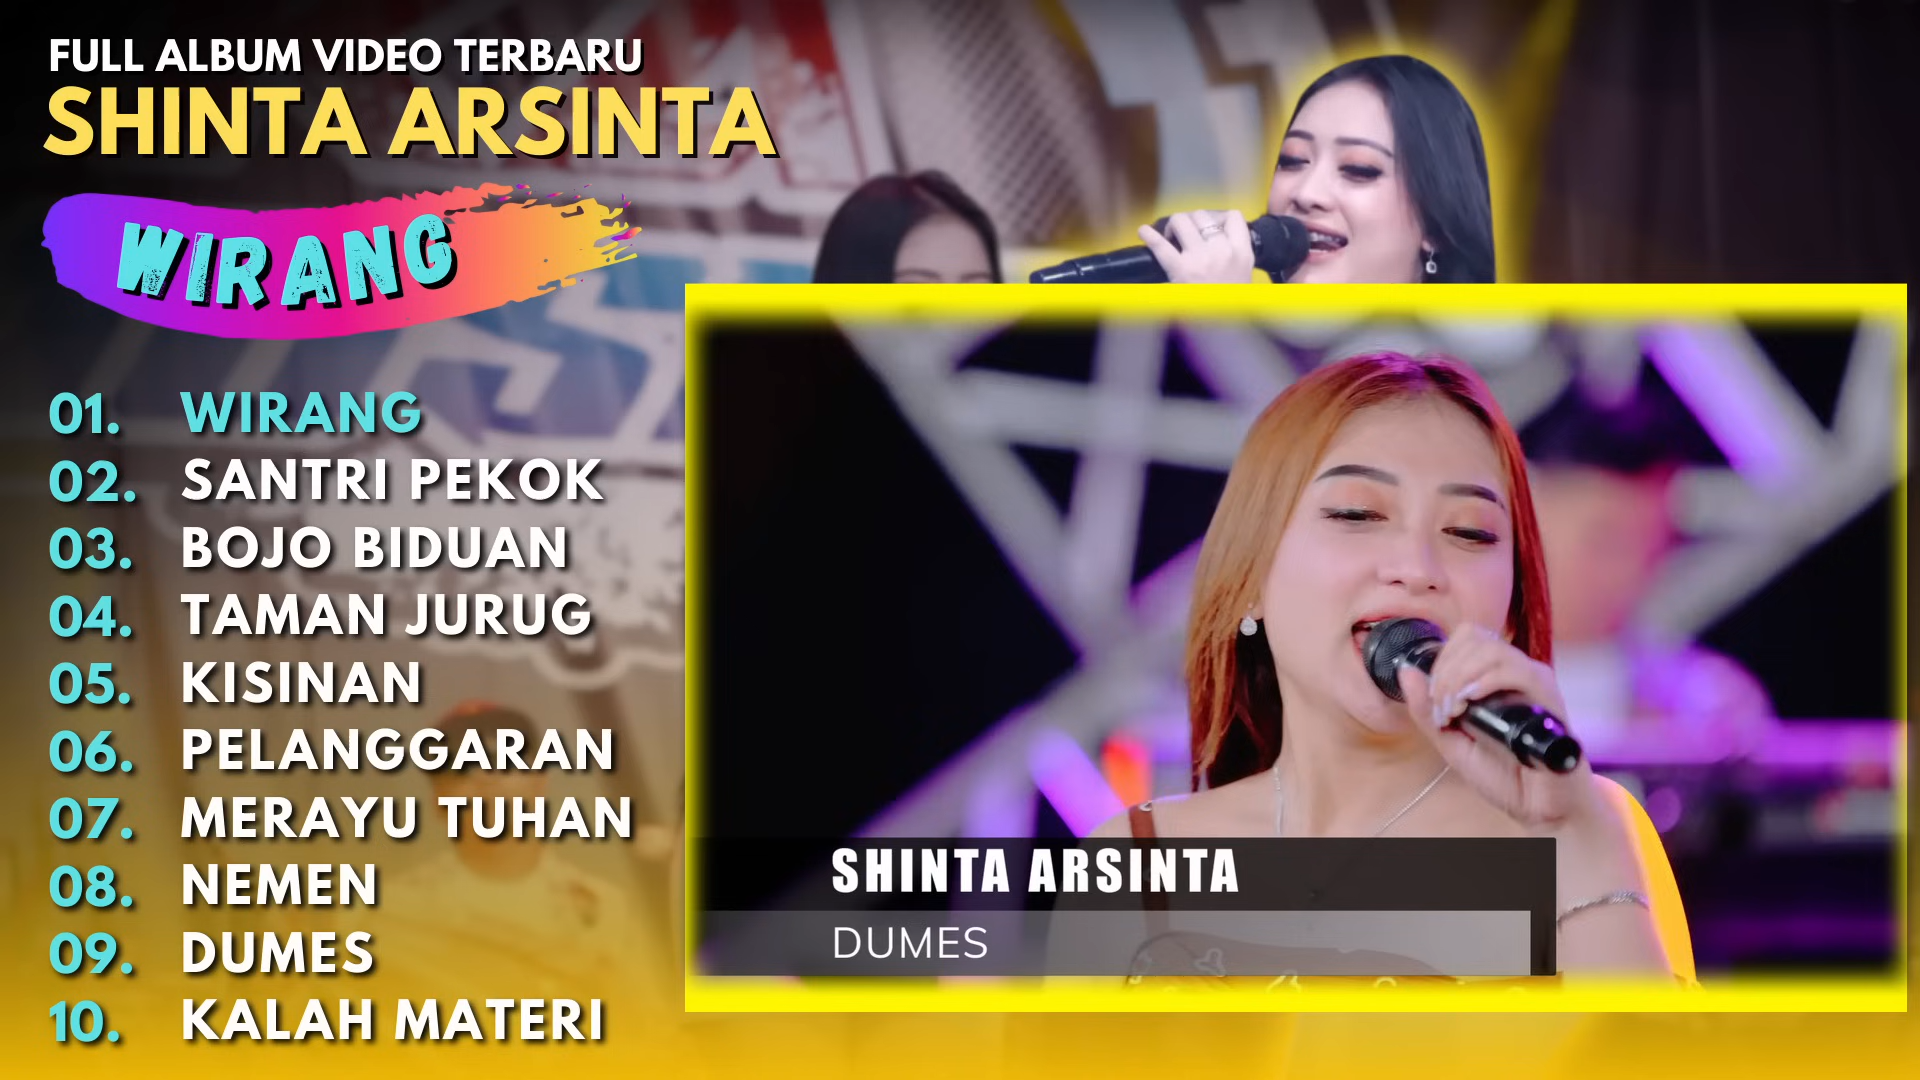 FULL ALBUM VIDEO TERBARU
SHINTA ARSINTA
WIRANG
01. WIRANG
02. SANTRI PEKOK
03. BOJO BIDUAN
04. TAMAN JURUG
05. KISINAN
06. PELANGGARAN
07. MERAYU TUHAN
08. NEMEN
09. DUMES
10. KALAH MATERI
SHINTA ARSINTA
DUMES